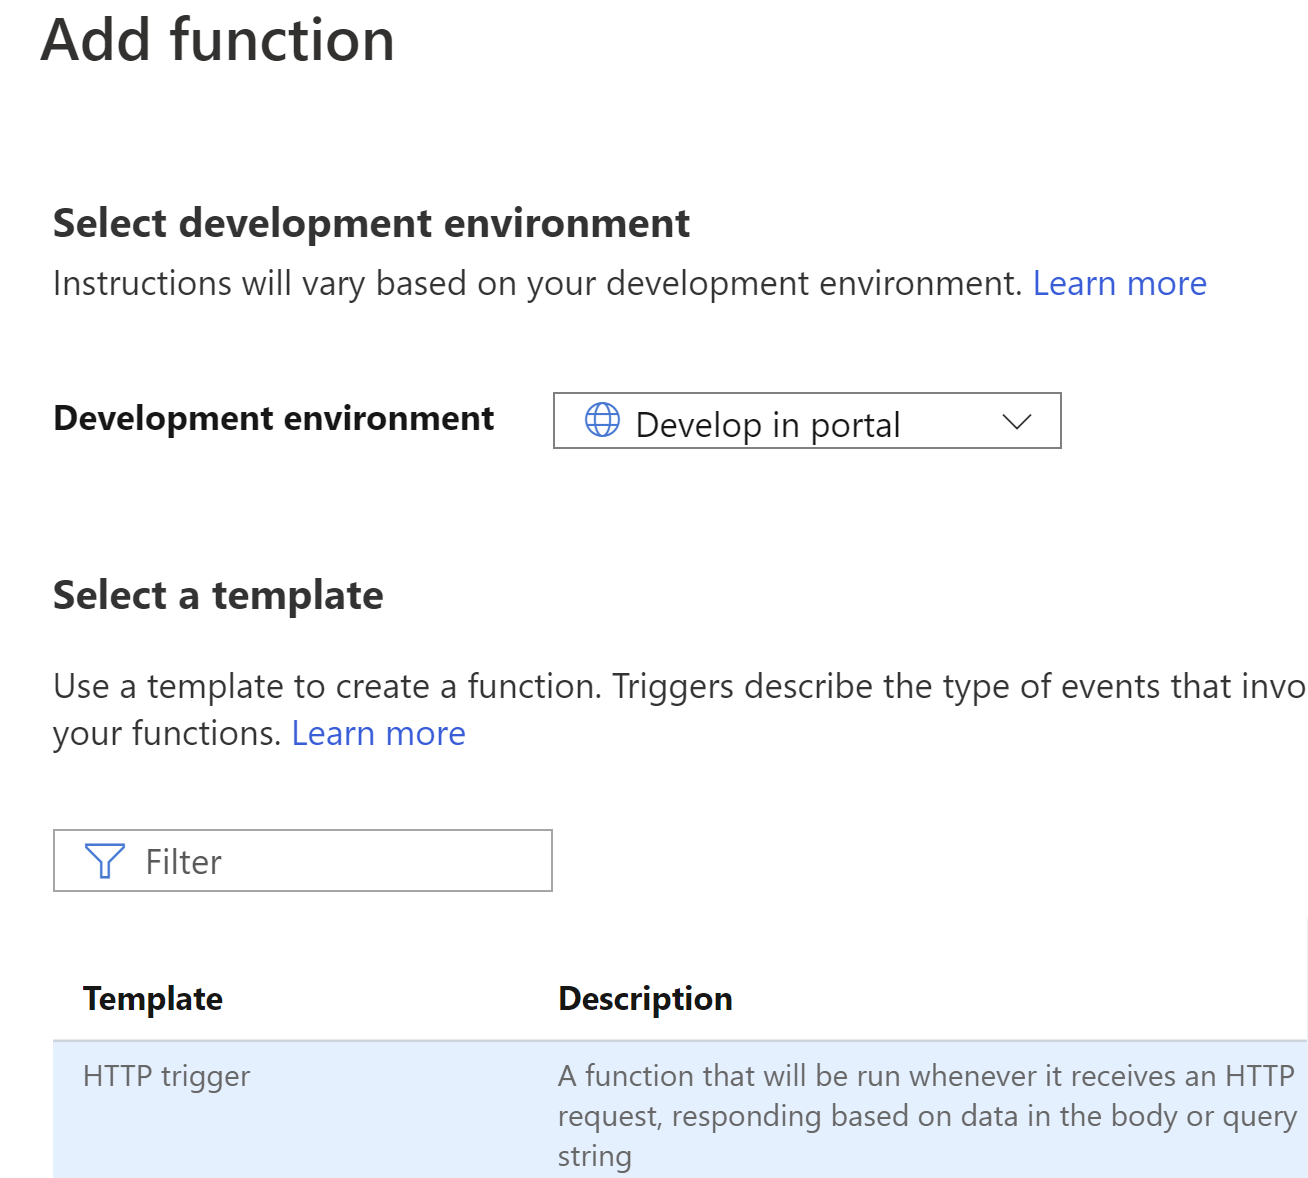 Add function
Select development environment
Instructions will vary based on your development environment. Learn more
Development environment
Develop in portal
Select a template
Use a template to create a function. Triggers describe the type of events that invo
your functions. Learn more
Filter
Template Description
HTTP trigger A function that will be run whenever it receives an HTTP
request, responding based on data in the body or query
string